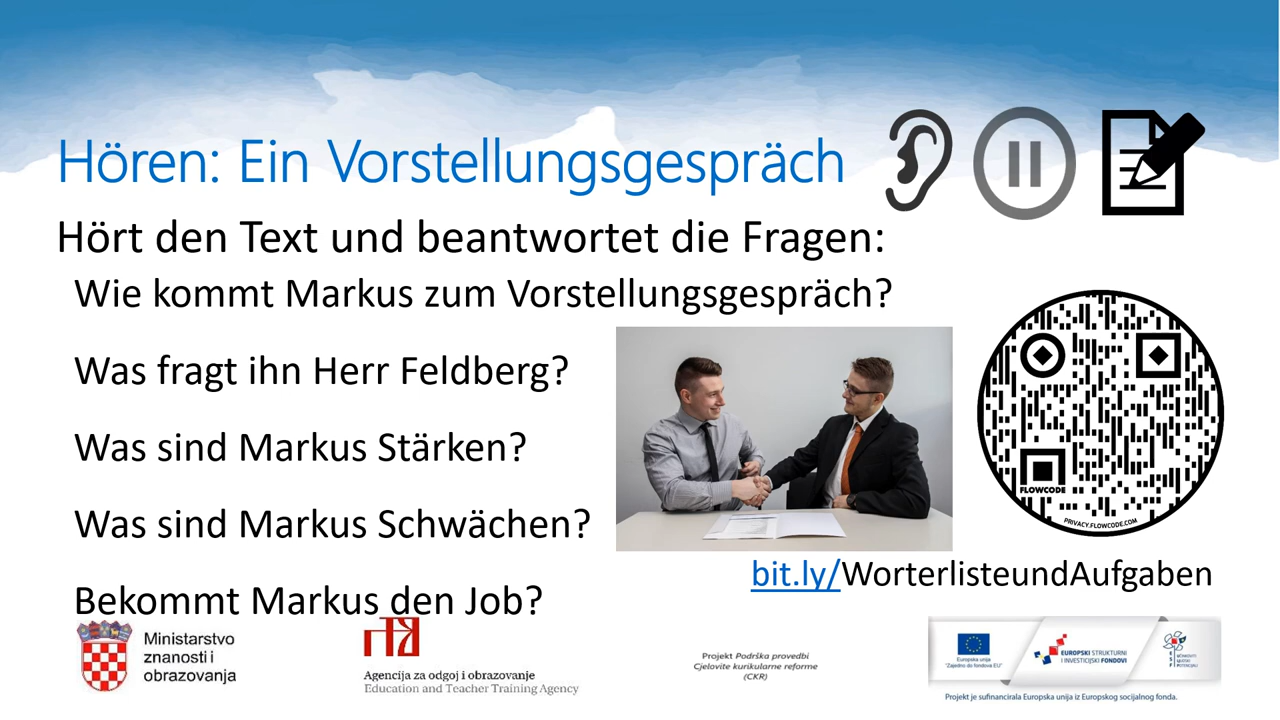 Hören: Ein Vorstellungsgespräch
Hört den Text und beantwortet die Fragen:
Wie kommt Markus zum Vorstellungsgespräch?
Was fragt ihn Herr Feldberg?
Was sind Markus Stärken?
Was sind Markus Schwächen?
Bekommt Markus den Job?
FLOWCODE
PRIVACY.FLOWCODE.COM
bit.ly/WorterlisteundAufgaben
Ministarstvo
znanosti i
obrazovanja
Agencija za odgoj i obrazovanje
Education and Teacher Training Agency
Projekt Podrška provedbi
Cjelovite kurikularne reforme
(CKR)
Europska unija
"Zajedno do fondova EU"
EUROPSKI STRUKTURNI
I INVESTICIJSKI FONDOVI
ESF
UČINKOVITI
LJUDSKI
POTENCIJALI
Projekt je sufinancirala Europska unija iz Europskog socijalnog fonda.